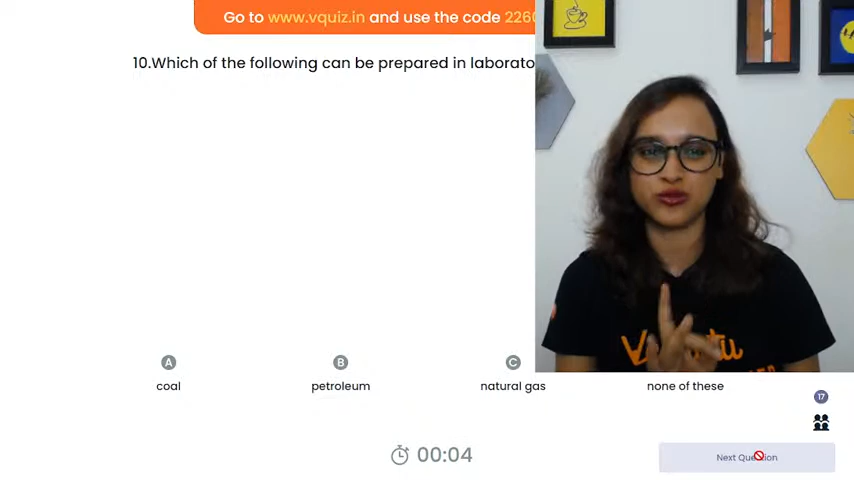 Go to www.vquiz.in and use the code 2260
10.Which of the following can be prepared in
A
B
C
coal
petroleum
natural gas
none of these
17
00:04
Next Question